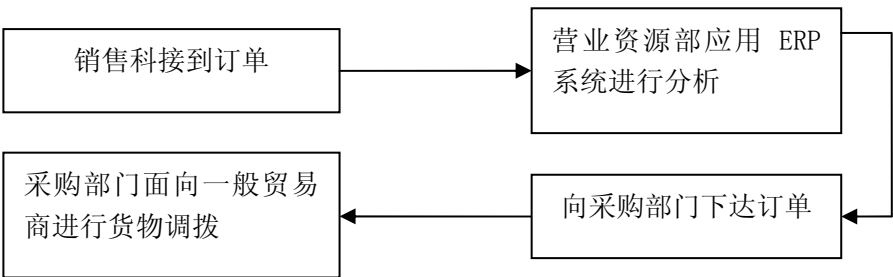 销售科接到订单
营业资源部应用 ERP
系统进行分析
向采购部门下达订单
采购部门面向一般贸易
商进行货物调拨